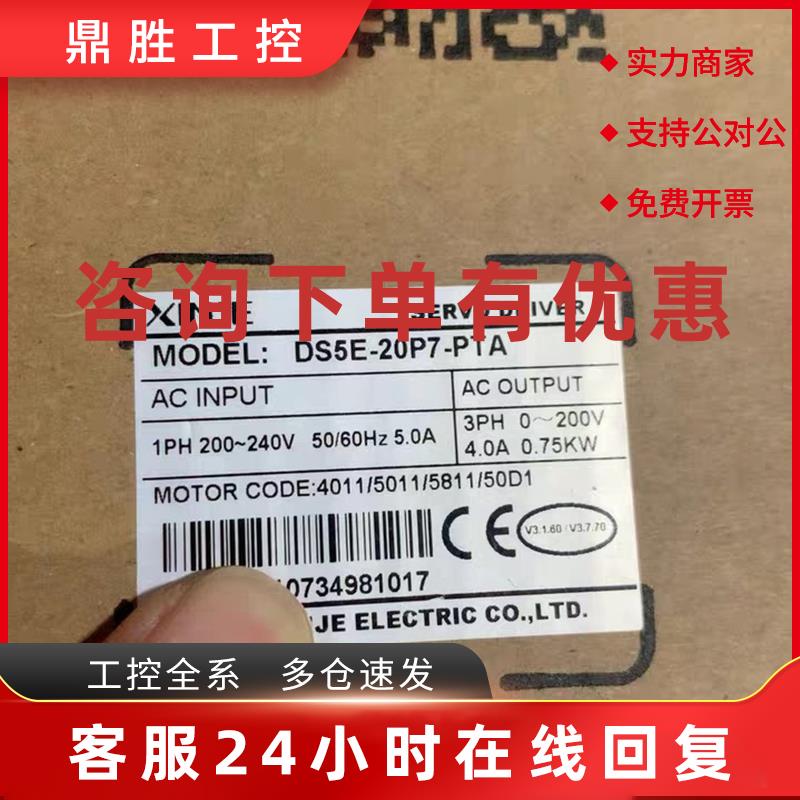 鼎胜工控
实力商家
支持公对公
免费开票
咨询下单有优惠
SERVO DRIVER
MODEL: DS5E-20P7-PTA
AC INPUT
AC OUTPUT
1PH 200~240V 50/60Hz 5.0A
3PH 0~200V
4.0A 0.75KW
MOTOR CODE:4011/5011/5811/50D1
CE
V3.1.60 / V3.7.70
0734981017
JE ELECTRIC CO.,LTD.
工控全系 多仓速发
客服24小时在线回复